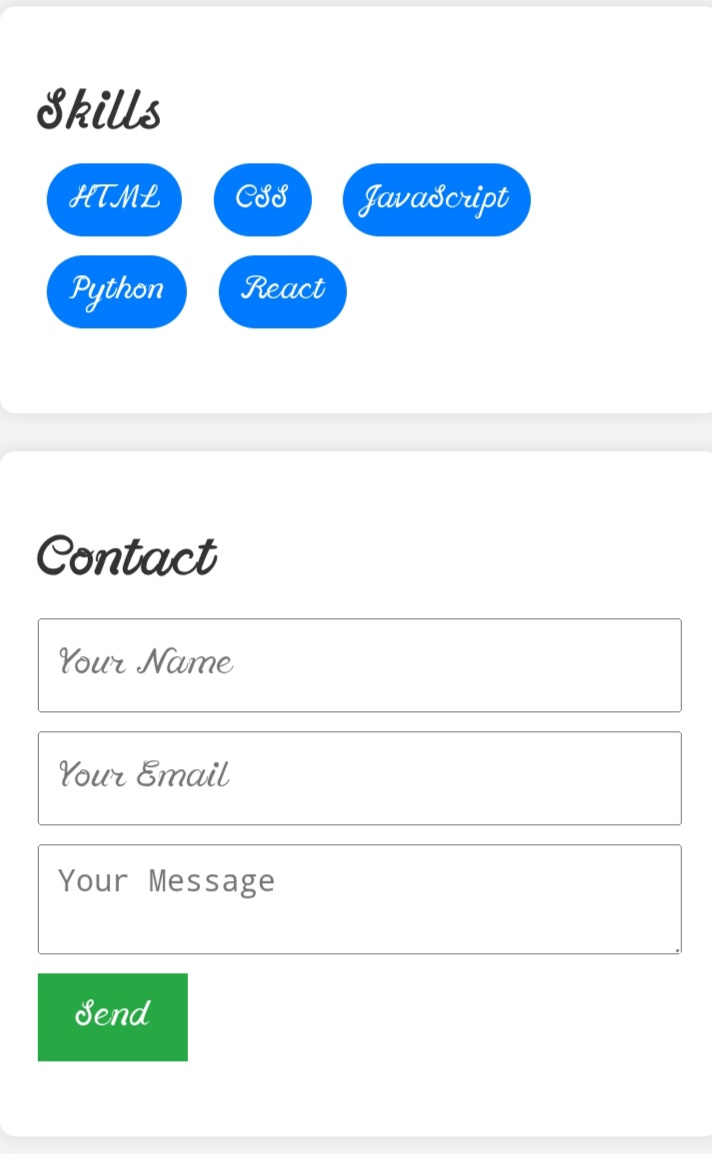 Skills
HTML CSS JavaScript
Python React
Contact
Your Name
Your Email
Your Message
Send